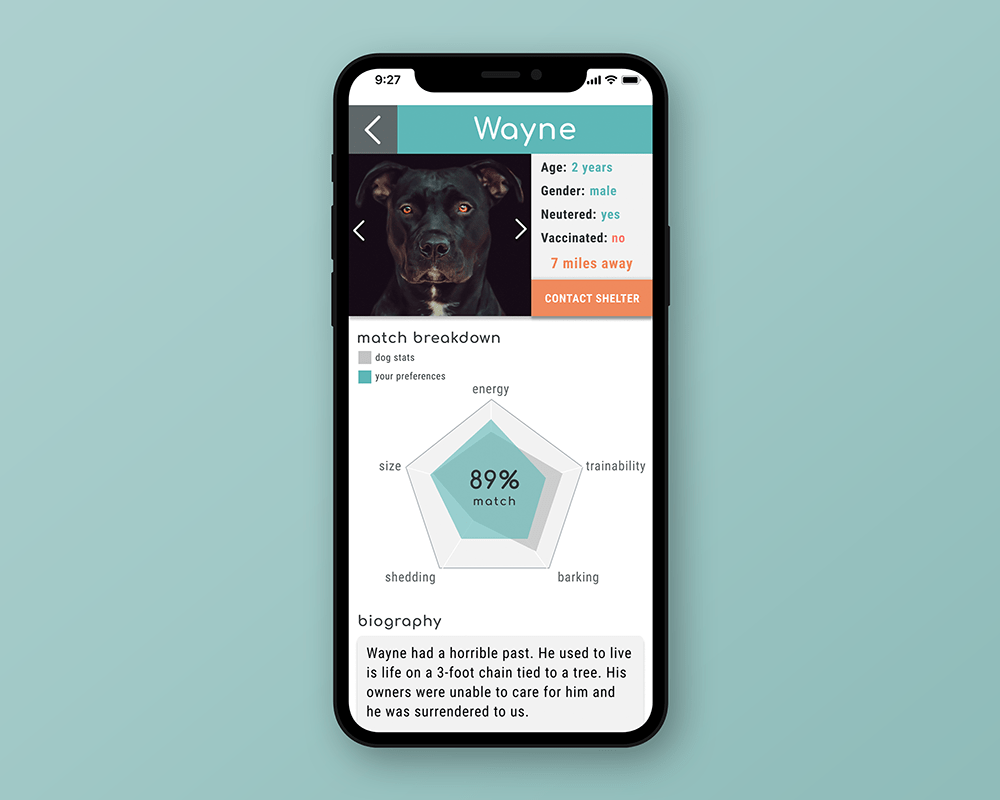 9:27
Wayne
Age: 2 years
Gender: male
Neutered: yes
Vaccinated: no
7 miles away
CONTACT SHELTER
match breakdown
dog stats
your preferences
energy
size
trainability
89%
match
shedding
barking
biography
Wayne had a horrible past. He used to live
is life on a 3-foot chain tied to a tree. His
owners were unable to care for him and
he was surrendered to us.